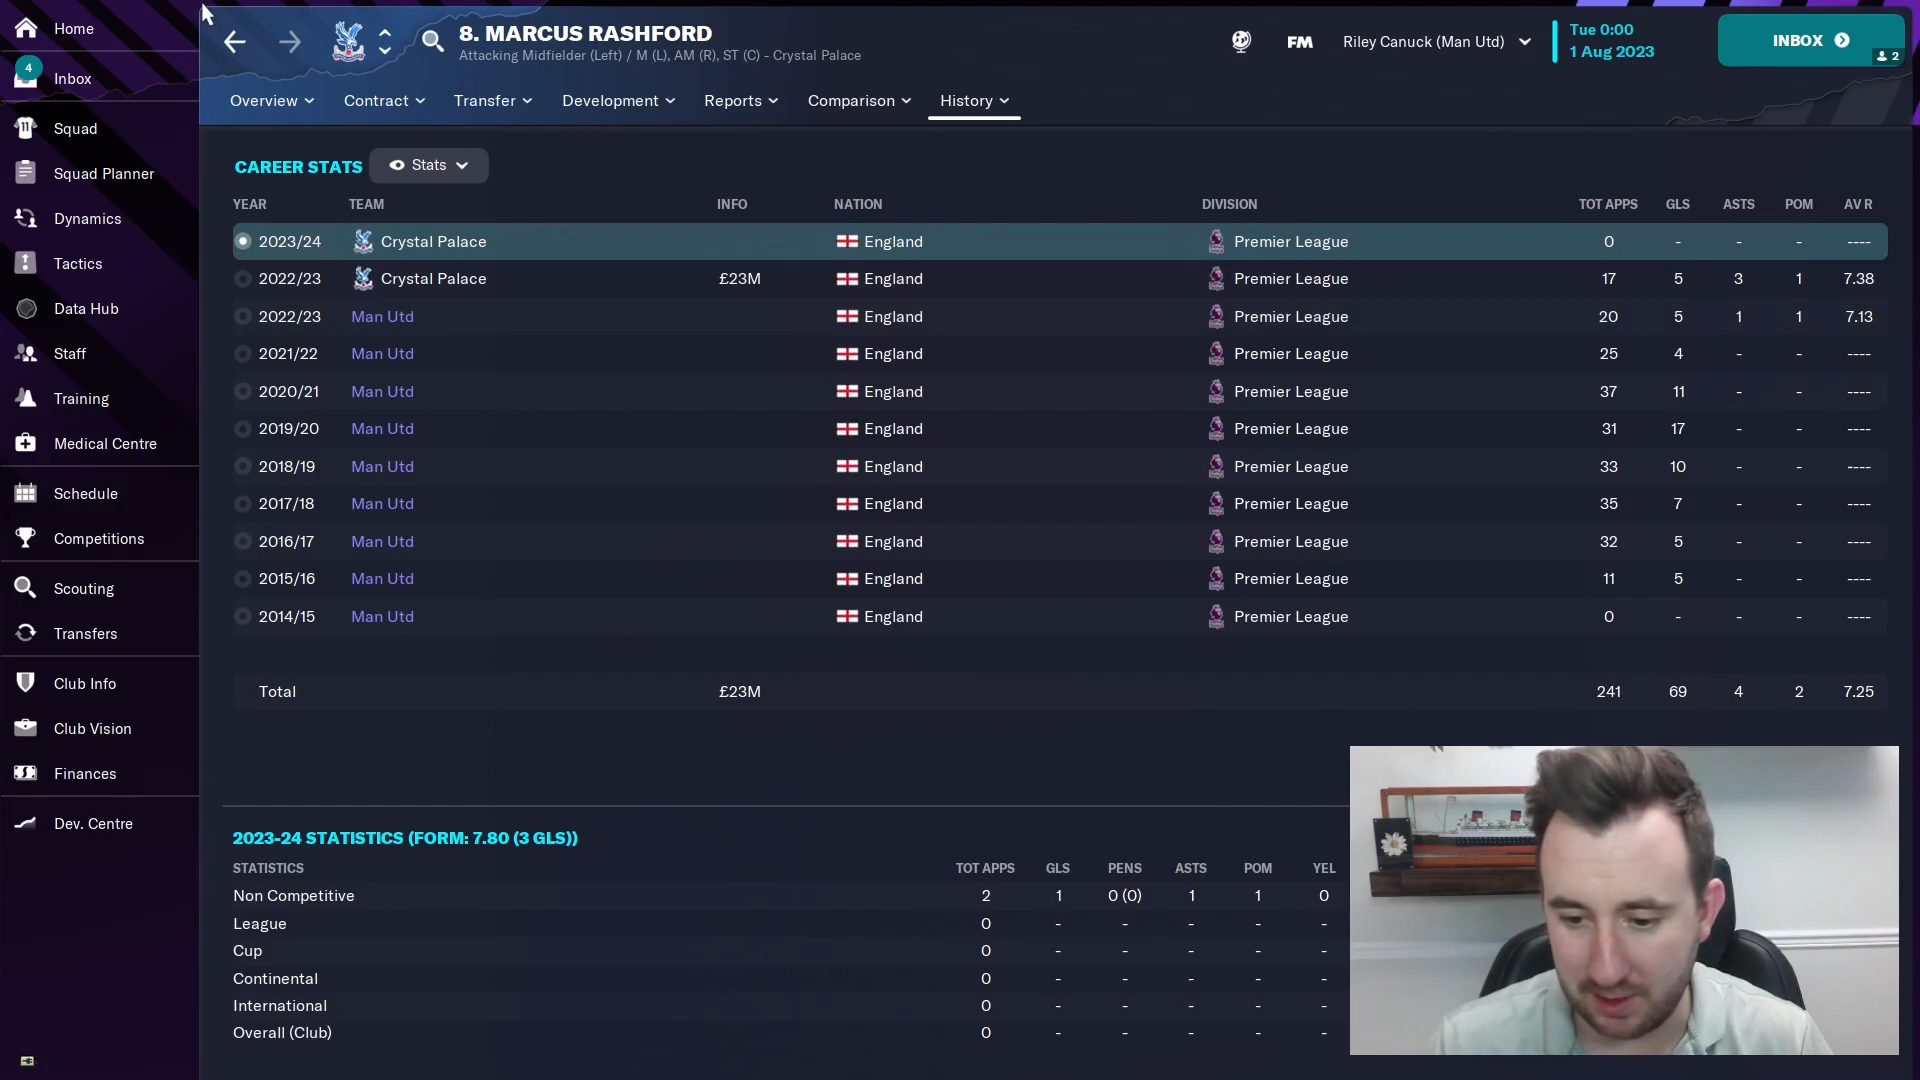 Home
4
Inbox
Squad
Squad Planner
Dynamics
Tactics
Data Hub
Staff
Training
Medical Centre
Schedule
Competitions
Scouting
Transfers
Club Info
Club Vision
Finances
Dev. Centre
8. MARCUS RASHFORD
Attacking Midfielder (Left) / M (L), AM (R), ST (C) - Crystal Palace
FM
Riley Canuck (Man Utd)
Tue 0:00
1 Aug 2023
INBOX
2
Overview Contract Transfer Development Reports Comparison History
CAREER STATS Stats
YEAR TEAM INFO NATION DIVISION TOT APPS GLS ASTS POM AV R
2023/24 Crystal Palace England Premier League 0 - - - ----
2022/23 Crystal Palace £23M England Premier League 17 5 3 1 7.38
2022/23 Man Utd England Premier League 20 5 1 1 7.13
2021/22 Man Utd England Premier League 25 4 - - ----
2020/21 Man Utd England Premier League 37 11 - - ----
2019/20 Man Utd England Premier League 31 17 - - ----
2018/19 Man Utd England Premier League 33 10 - - ----
2017/18 Man Utd England Premier League 35 7 - - ----
2016/17 Man Utd England Premier League 32 5 - - ----
2015/16 Man Utd England Premier League 11 5 - - ----
2014/15 Man Utd England Premier League 0 - - - ----
Total £23M 241 69 4 2 7.25
2023-24 STATISTICS (FORM: 7.80 (3 GLS))
STATISTICS TOT APPS GLS PENS ASTS POM YEL
Non Competitive 2 1 0 (0) 1 1 0
League 0 - - - - -
Cup 0 - - - - -
Continental 0 - - - - -
International 0 - - - - -
Overall (Club) 0 - - - - -